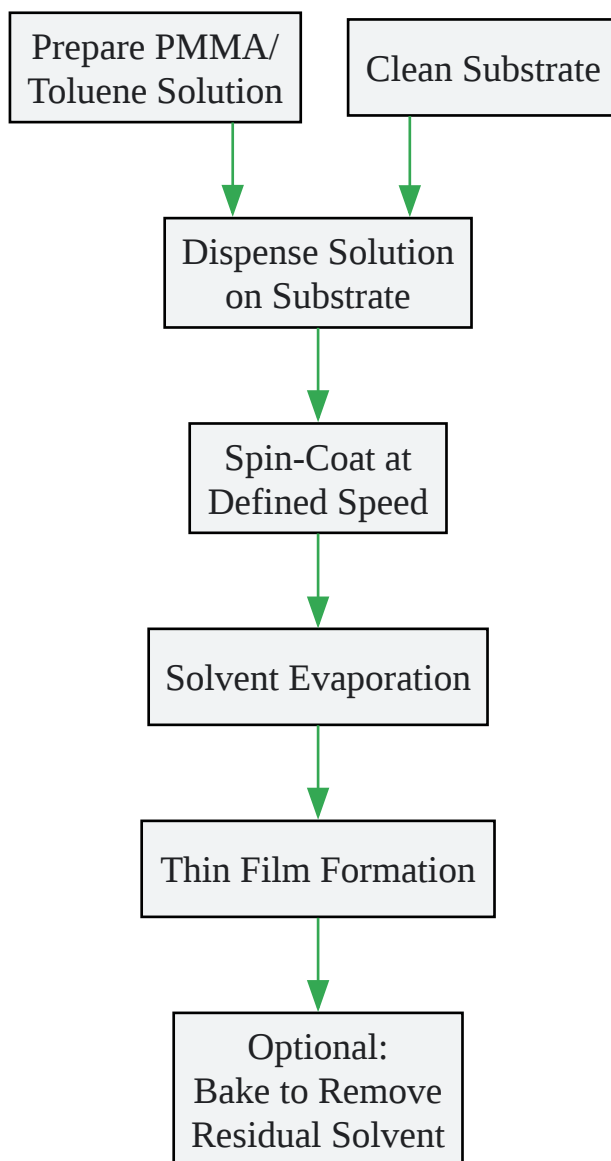 Prepare PMMA/
Toluene Solution
Clean Substrate
Dispense Solution
on Substrate
Spin-Coat at
Defined Speed
Solvent Evaporation
Thin Film Formation
Optional:
Bake to Remove
Residual Solvent